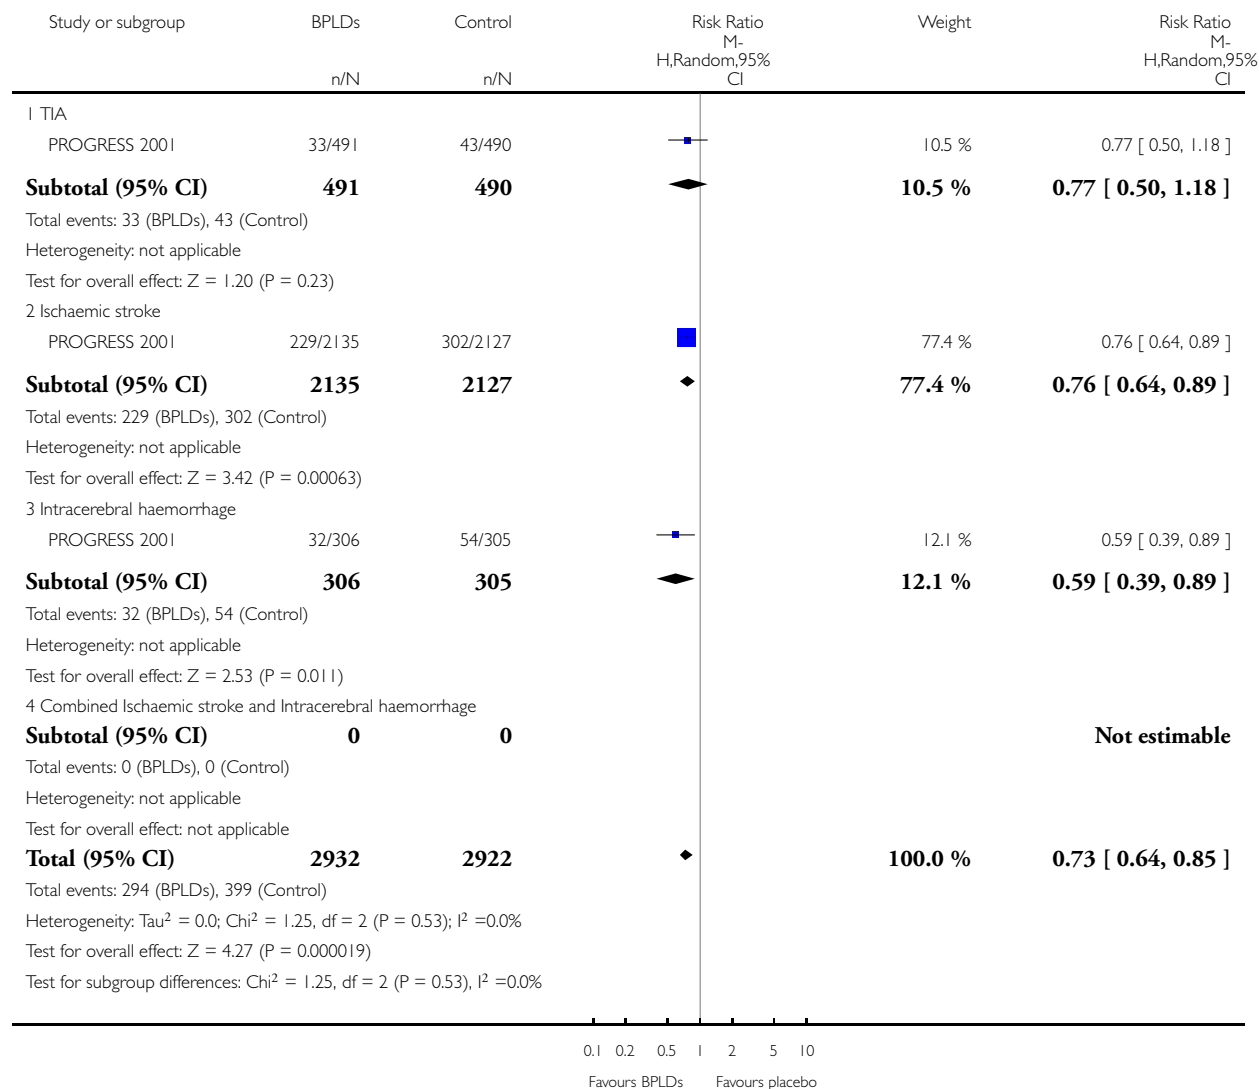 Study or subgroup BPLDs Control Risk Ratio Weight Risk Ratio
M- M-
H,Random,95% H,Random,95%
n/N n/N CI CI
1 TIA
PROGRESS 2001 33/491 43/490 10.5 % 0.77 [ 0.50, 1.18 ]
Subtotal (95% CI) 491 490 10.5 % 0.77 [ 0.50, 1.18 ]
Total events: 33 (BPLDs), 43 (Control)
Heterogeneity: not applicable
Test for overall effect: Z = 1.20 (P = 0.23)
2 Ischaemic stroke
PROGRESS 2001 229/2135 302/2127 77.4 % 0.76 [ 0.64, 0.89 ]
Subtotal (95% CI) 2135 2127 77.4 % 0.76 [ 0.64, 0.89 ]
Total events: 229 (BPLDs), 302 (Control)
Heterogeneity: not applicable
Test for overall effect: Z = 3.42 (P = 0.00063)
3 Intracerebral haemorrhage
PROGRESS 2001 32/306 54/305 12.1 % 0.59 [ 0.39, 0.89 ]
Subtotal (95% CI) 306 305 12.1 % 0.59 [ 0.39, 0.89 ]
Total events: 32 (BPLDs), 54 (Control)
Heterogeneity: not applicable
Test for overall effect: Z = 2.53 (P = 0.011)
4 Combined Ischaemic stroke and Intracerebral haemorrhage
Subtotal (95% CI) 0 0 Not estimable
Total events: 0 (BPLDs), 0 (Control)
Heterogeneity: not applicable
Test for overall effect: not applicable
Total (95% CI) 2932 2922 100.0 % 0.73 [ 0.64, 0.85 ]
Total events: 294 (BPLDs), 399 (Control)
Heterogeneity: Tau² = 0.0; Chi² = 1.25, df = 2 (P = 0.53); I² =0.0%
Test for overall effect: Z = 4.27 (P = 0.000019)
Test for subgroup differences: Chi² = 1.25, df = 2 (P = 0.53), I² =0.0%
0.1 0.2 0.5 1 2 5 10
Favours BPLDs Favours placebo